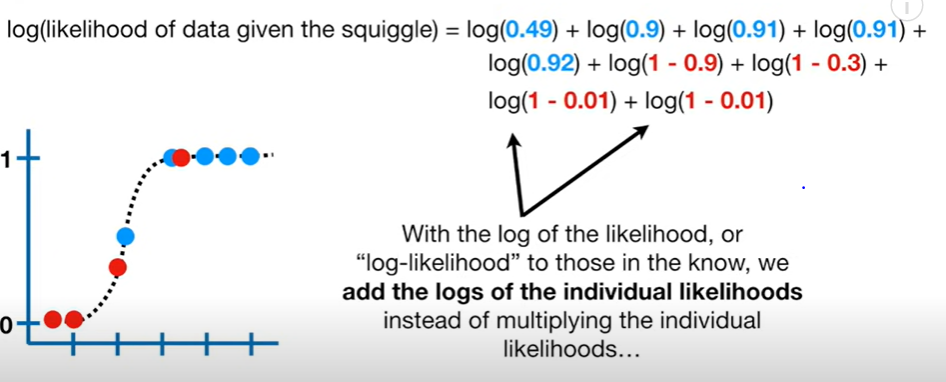 log(likelihood of data given the squiggle) = log(0.49) + log(0.9) + log(0.91) + log(0.91) +
log(0.92) + log(1 - 0.9) + log(1 - 0.3) +
log(1 - 0.01) + log(1 - 0.01)
1
0
With the log of the likelihood, or
“log-likelihood” to those in the know, we
add the logs of the individual likelihoods
instead of multiplying the individual
likelihoods…